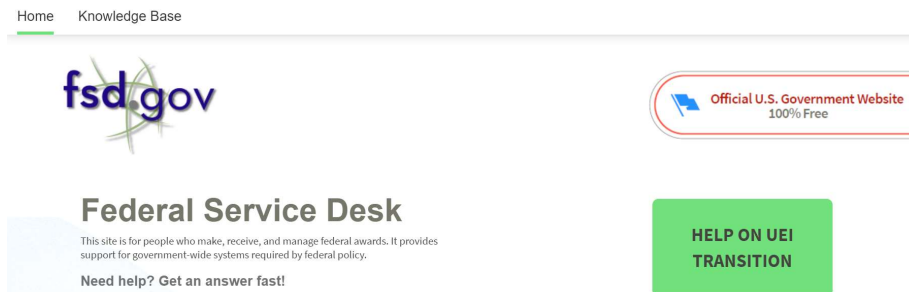 Home Knowledge Base
fsd.gov
Official U.S. Government Website
100% Free
Federal Service Desk
This site is for people who make, receive, and manage federal awards. It provides
support for government-wide systems required by federal policy.
Need help? Get an answer fast!
HELP ON UEI
TRANSITION